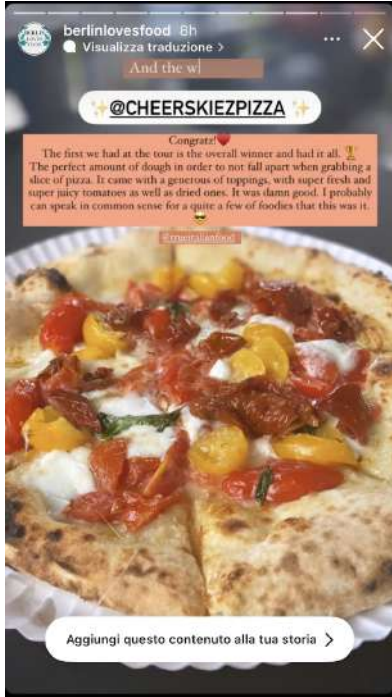 berlinlovesfood 8h
Visualizza traduzione >
And the w
@CHEERSKIEZPIZZA
Congratz!
The first we had at the tour is the overall winner and had it all.
The perfect amount of dough in order to not fall apart when grabbing a
slice of pizza. It came with a generous of toppings, with super fresh and
super juicy tomatoes as well as dried ones. It was damn good. I probably
can speak in common sense for a quite a few of foodies that this was it.
Aggiungi questo contenuto alla tua storia >